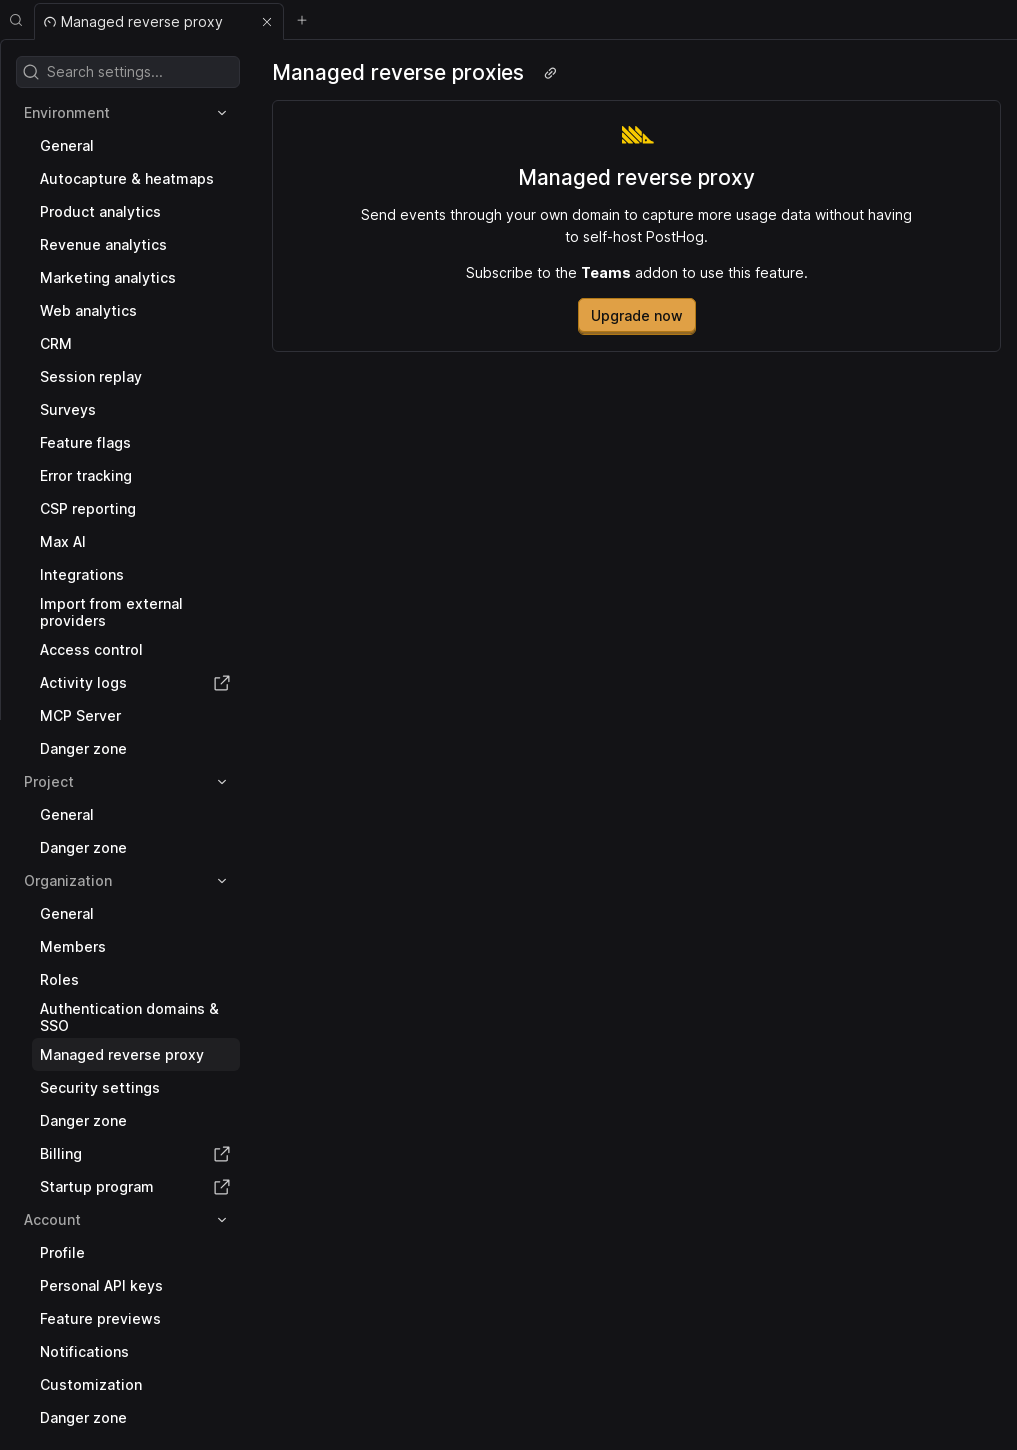 Managed reverse proxy
Search settings...
Environment
General
Autocapture & heatmaps
Product analytics
Revenue analytics
Marketing analytics
Web analytics
CRM
Session replay
Surveys
Feature flags
Error tracking
CSP reporting
Max AI
Integrations
Import from external
providers
Access control
Activity logs
MCP Server
Danger zone
Project
General
Danger zone
Organization
General
Members
Roles
Authentication domains &
SSO
Managed reverse proxy
Security settings
Danger zone
Billing
Startup program
Account
Profile
Personal API keys
Feature previews
Notifications
Customization
Danger zone
Managed reverse proxies
Managed reverse proxy
Send events through your own domain to capture more usage data without having
to self-host PostHog.
Subscribe to the Teams addon to use this feature.
Upgrade now